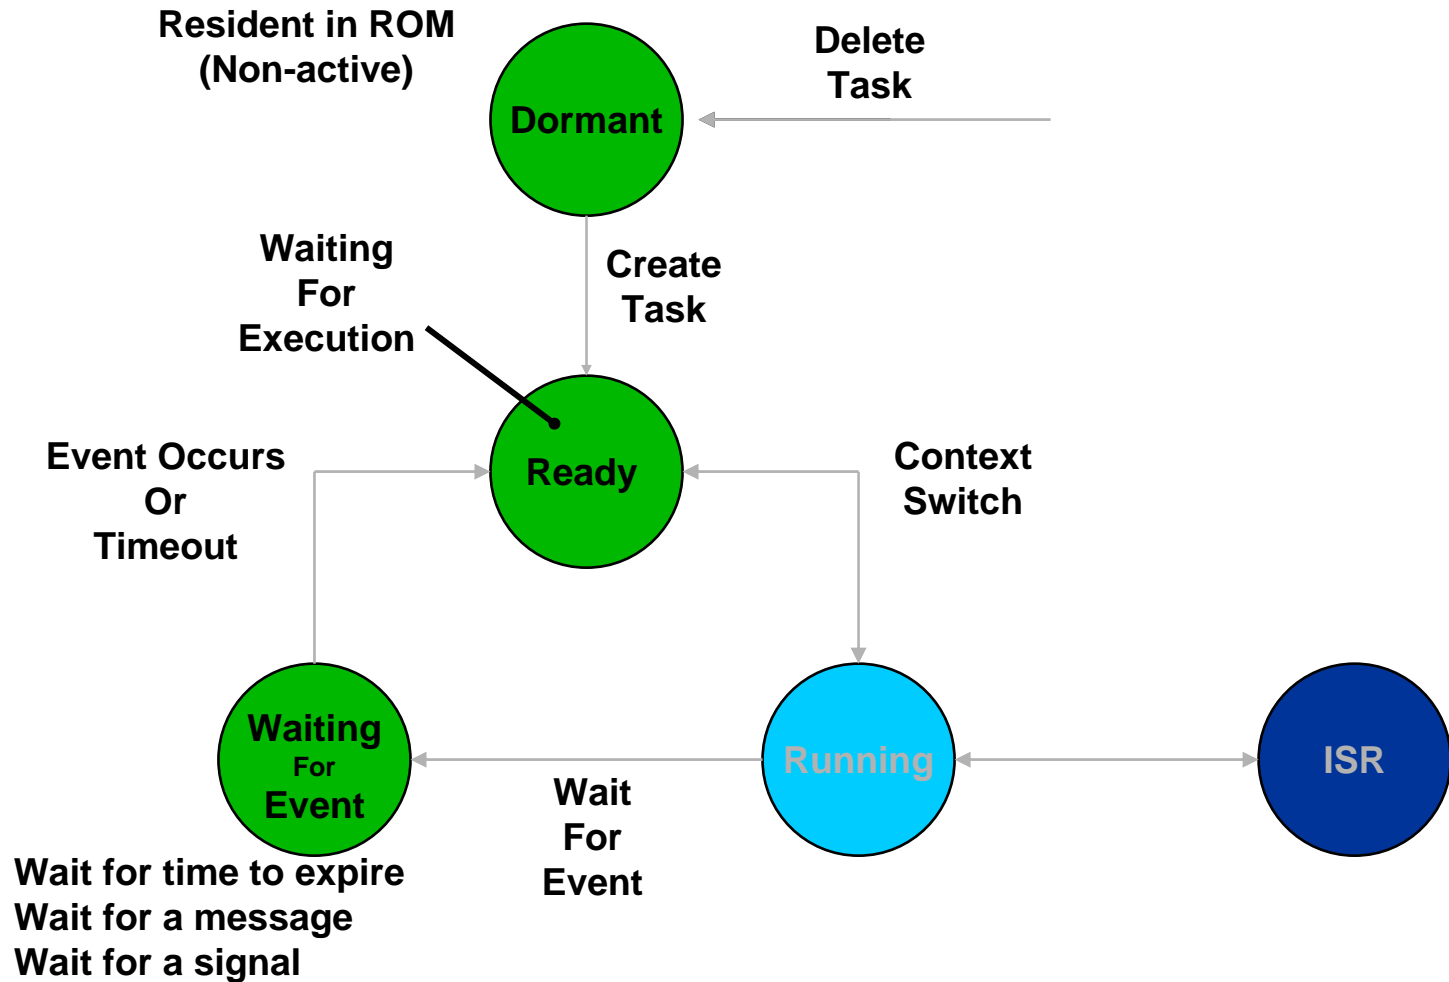 Resident in ROM
(Non-active)
Delete
Task
Dormant
Waiting
For
Execution
Create
Task
Event Occurs
Or
Timeout
Ready
Context
Switch
Waiting
For
Event
Wait
For
Event
Running
ISR
Wait for time to expire
Wait for a message
Wait for a signal